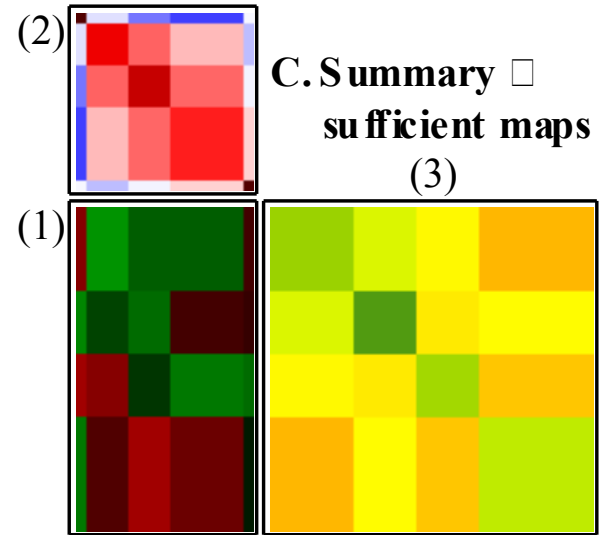 (2)
C. Summary □
sufficient maps
(3)
(1)